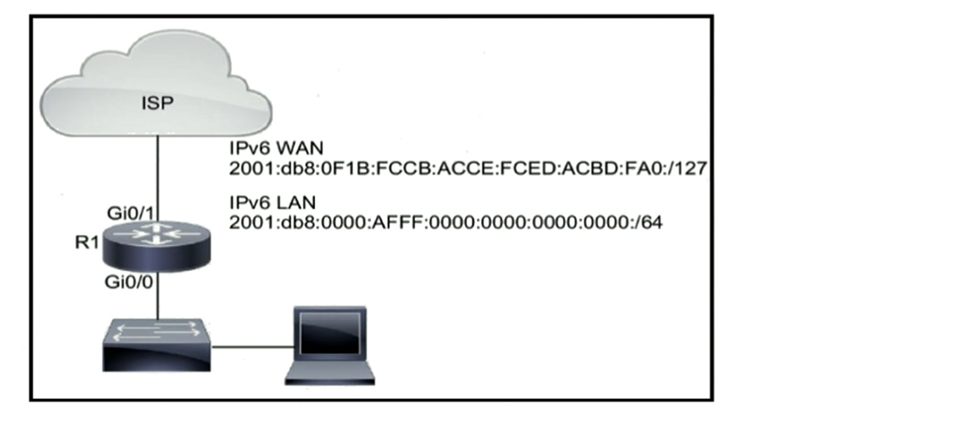 ISP
IPv6 WAN
2001:db8:0F1B:FCCB:ACCE:FCED:ACBD:FA0:/127
IPv6 LAN
2001:db8:0000:AFFF:0000:0000:0000:0000:/64
Gi0/1
R1
Gi0/0